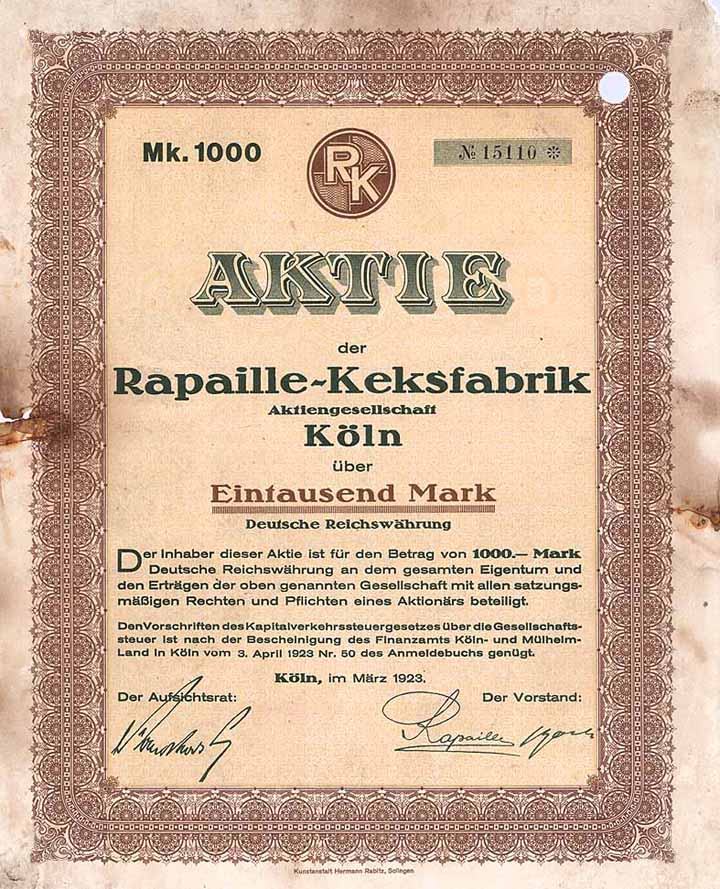 Mk. 1000
RK
№ 15110 ✻
AKTIE
der
Rapaille-Keksfabrik
Aktiengesellschaft
Köln
über
Eintausend Mark
Deutsche Reichswährung
Der Inhaber dieser Aktie ist für den Betrag von 1000.— Mark
Deutsche Reichswährung an dem gesamten Eigentum und
den Erträgen der oben genannten Gesellschaft mit allen satzungs-
mäßigen Rechten und Pflichten eines Aktionärs beteiligt.
Den Vorschriften des Kapitalverkehrssteuergesetzes über die Gesellschafts-
steuer ist nach der Bescheinigung des Finanzamts Köln- und Mülheim-
Land in Köln vom 3. April 1923 Nr. 50 des Anmeldebuchs genügt.
Köln, im März 1923.
Der Aufsichtsrat:
Der Vorstand:
Rapaille
Kunstanstalt Hermann Rabitz, Solingen